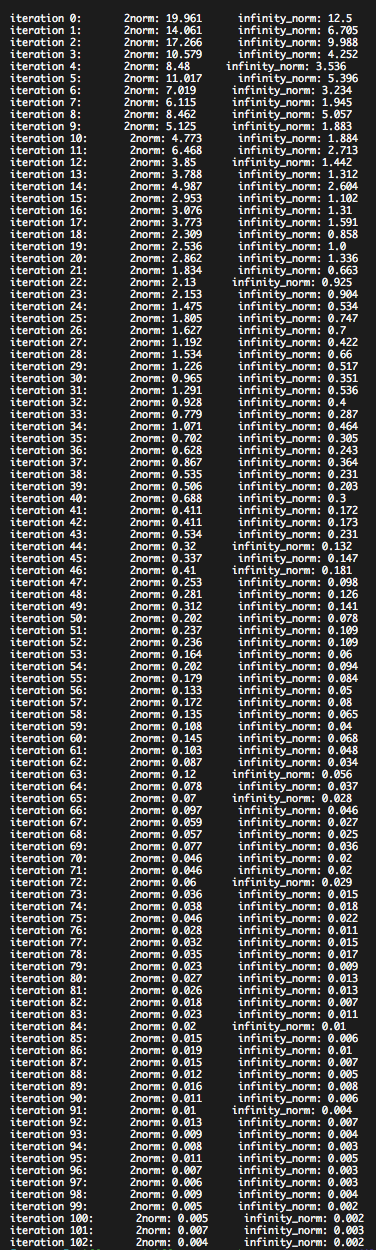 iteration 0: 2norm: 19.961 infinity_norm: 12.5
iteration 1: 2norm: 14.061 infinity_norm: 6.705
iteration 2: 2norm: 17.266 infinity_norm: 9.988
iteration 3: 2norm: 10.579 infinity_norm: 4.252
iteration 4: 2norm: 8.48 infinity_norm: 3.536
iteration 5: 2norm: 11.017 infinity_norm: 5.396
iteration 6: 2norm: 7.019 infinity_norm: 3.234
iteration 7: 2norm: 6.115 infinity_norm: 1.945
iteration 8: 2norm: 8.462 infinity_norm: 5.057
iteration 9: 2norm: 5.125 infinity_norm: 1.883
iteration 10: 2norm: 4.773 infinity_norm: 1.884
iteration 11: 2norm: 6.468 infinity_norm: 2.713
iteration 12: 2norm: 3.85 infinity_norm: 1.442
iteration 13: 2norm: 3.788 infinity_norm: 1.312
iteration 14: 2norm: 4.987 infinity_norm: 2.604
iteration 15: 2norm: 2.953 infinity_norm: 1.102
iteration 16: 2norm: 3.076 infinity_norm: 1.31
iteration 17: 2norm: 3.773 infinity_norm: 1.591
iteration 18: 2norm: 2.309 infinity_norm: 0.858
iteration 19: 2norm: 2.536 infinity_norm: 1.0
iteration 20: 2norm: 2.862 infinity_norm: 1.336
iteration 21: 2norm: 1.834 infinity_norm: 0.663
iteration 22: 2norm: 2.13 infinity_norm: 0.925
iteration 23: 2norm: 2.153 infinity_norm: 0.904
iteration 24: 2norm: 1.475 infinity_norm: 0.534
iteration 25: 2norm: 1.805 infinity_norm: 0.747
iteration 26: 2norm: 1.627 infinity_norm: 0.7
iteration 27: 2norm: 1.192 infinity_norm: 0.422
iteration 28: 2norm: 1.534 infinity_norm: 0.66
iteration 29: 2norm: 1.226 infinity_norm: 0.517
iteration 30: 2norm: 0.965 infinity_norm: 0.351
iteration 31: 2norm: 1.291 infinity_norm: 0.536
iteration 32: 2norm: 0.928 infinity_norm: 0.4
iteration 33: 2norm: 0.779 infinity_norm: 0.287
iteration 34: 2norm: 1.071 infinity_norm: 0.464
iteration 35: 2norm: 0.702 infinity_norm: 0.305
iteration 36: 2norm: 0.628 infinity_norm: 0.243
iteration 37: 2norm: 0.867 infinity_norm: 0.364
iteration 38: 2norm: 0.535 infinity_norm: 0.231
iteration 39: 2norm: 0.506 infinity_norm: 0.203
iteration 40: 2norm: 0.688 infinity_norm: 0.3
iteration 41: 2norm: 0.411 infinity_norm: 0.172
iteration 42: 2norm: 0.411 infinity_norm: 0.173
iteration 43: 2norm: 0.534 infinity_norm: 0.231
iteration 44: 2norm: 0.32 infinity_norm: 0.132
iteration 45: 2norm: 0.337 infinity_norm: 0.147
iteration 46: 2norm: 0.41 infinity_norm: 0.181
iteration 47: 2norm: 0.253 infinity_norm: 0.098
iteration 48: 2norm: 0.281 infinity_norm: 0.126
iteration 49: 2norm: 0.312 infinity_norm: 0.141
iteration 50: 2norm: 0.202 infinity_norm: 0.078
iteration 51: 2norm: 0.237 infinity_norm: 0.109
iteration 52: 2norm: 0.236 infinity_norm: 0.109
iteration 53: 2norm: 0.164 infinity_norm: 0.06
iteration 54: 2norm: 0.202 infinity_norm: 0.094
iteration 55: 2norm: 0.179 infinity_norm: 0.084
iteration 56: 2norm: 0.133 infinity_norm: 0.05
iteration 57: 2norm: 0.172 infinity_norm: 0.08
iteration 58: 2norm: 0.135 infinity_norm: 0.065
iteration 59: 2norm: 0.108 infinity_norm: 0.04
iteration 60: 2norm: 0.145 infinity_norm: 0.068
iteration 61: 2norm: 0.103 infinity_norm: 0.048
iteration 62: 2norm: 0.087 infinity_norm: 0.034
iteration 63: 2norm: 0.12 infinity_norm: 0.056
iteration 64: 2norm: 0.078 infinity_norm: 0.037
iteration 65: 2norm: 0.07 infinity_norm: 0.028
iteration 66: 2norm: 0.097 infinity_norm: 0.046
iteration 67: 2norm: 0.059 infinity_norm: 0.027
iteration 68: 2norm: 0.057 infinity_norm: 0.025
iteration 69: 2norm: 0.077 infinity_norm: 0.036
iteration 70: 2norm: 0.046 infinity_norm: 0.02
iteration 71: 2norm: 0.046 infinity_norm: 0.02
iteration 72: 2norm: 0.06 infinity_norm: 0.029
iteration 73: 2norm: 0.036 infinity_norm: 0.015
iteration 74: 2norm: 0.038 infinity_norm: 0.018
iteration 75: 2norm: 0.046 infinity_norm: 0.022
iteration 76: 2norm: 0.028 infinity_norm: 0.011
iteration 77: 2norm: 0.032 infinity_norm: 0.015
iteration 78: 2norm: 0.035 infinity_norm: 0.017
iteration 79: 2norm: 0.023 infinity_norm: 0.009
iteration 80: 2norm: 0.027 infinity_norm: 0.013
iteration 81: 2norm: 0.026 infinity_norm: 0.013
iteration 82: 2norm: 0.018 infinity_norm: 0.007
iteration 83: 2norm: 0.023 infinity_norm: 0.011
iteration 84: 2norm: 0.02 infinity_norm: 0.01
iteration 85: 2norm: 0.015 infinity_norm: 0.006
iteration 86: 2norm: 0.019 infinity_norm: 0.01
iteration 87: 2norm: 0.015 infinity_norm: 0.007
iteration 88: 2norm: 0.012 infinity_norm: 0.005
iteration 89: 2norm: 0.016 infinity_norm: 0.008
iteration 90: 2norm: 0.011 infinity_norm: 0.006
iteration 91: 2norm: 0.01 infinity_norm: 0.004
iteration 92: 2norm: 0.013 infinity_norm: 0.007
iteration 93: 2norm: 0.009 infinity_norm: 0.004
iteration 94: 2norm: 0.008 infinity_norm: 0.003
iteration 95: 2norm: 0.011 infinity_norm: 0.005
iteration 96: 2norm: 0.007 infinity_norm: 0.003
iteration 97: 2norm: 0.006 infinity_norm: 0.003
iteration 98: 2norm: 0.009 infinity_norm: 0.004
iteration 99: 2norm: 0.005 infinity_norm: 0.002
iteration 100: 2norm: 0.005 infinity_norm: 0.002
iteration 101: 2norm: 0.007 infinity_norm: 0.003
iteration 102: 2norm: 0.004 infinity_norm: 0.002